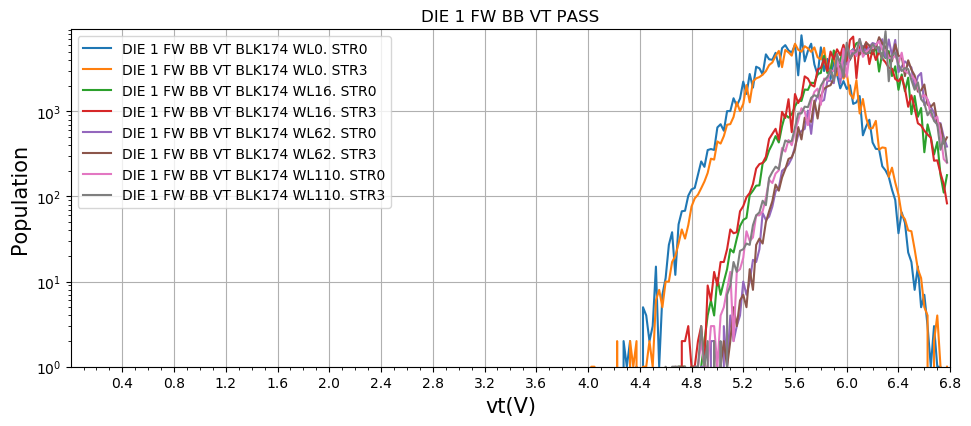 DIE 1 FW BB VT PASS
DIE 1 FW BB VT BLK174 WL0. STR0
DIE 1 FW BB VT BLK174 WL0. STR3
DIE 1 FW BB VT BLK174 WL16. STR0
DIE 1 FW BB VT BLK174 WL16. STR3
DIE 1 FW BB VT BLK174 WL62. STR0
DIE 1 FW BB VT BLK174 WL62. STR3
DIE 1 FW BB VT BLK174 WL110. STR0
DIE 1 FW BB VT BLK174 WL110. STR3
Population
10³
10²
10¹
10⁰
0.4 0.8 1.2 1.6 2.0 2.4 2.8 3.2 3.6 4.0 4.4 4.8 5.2 5.6 6.0 6.4 6.8
vt(V)